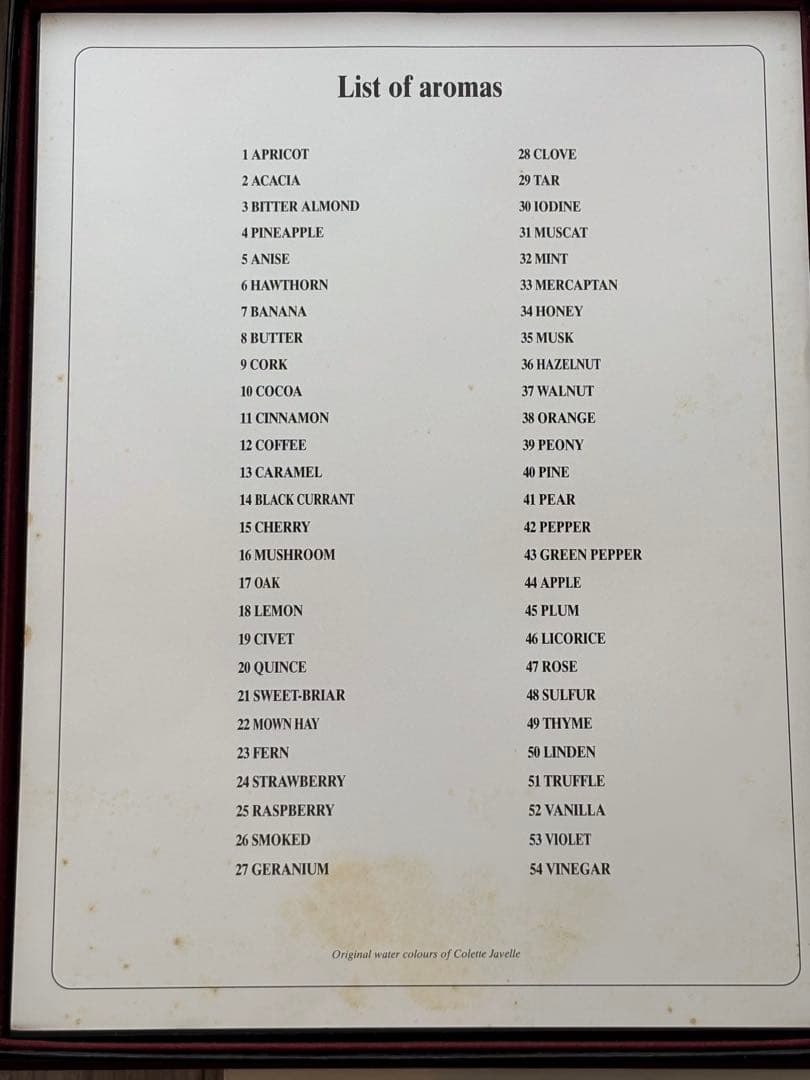 List of aromas
1 APRICOT
2 ACACIA
3 BITTER ALMOND
4 PINEAPPLE
5 ANISE
6 HAWTHORN
7 BANANA
8 BUTTER
9 CORK
10 COCOA
11 CINNAMON
12 COFFEE
13 CARAMEL
14 BLACK CURRANT
15 CHERRY
16 MUSHROOM
17 OAK
18 LEMON
19 CIVET
20 QUINCE
21 SWEET-BRIAR
22 MOWN HAY
23 FERN
24 STRAWBERRY
25 RASPBERRY
26 SMOKED
27 GERANIUM
28 CLOVE
29 TAR
30 IODINE
31 MUSCAT
32 MINT
33 MERCAPTAN
34 HONEY
35 MUSK
36 HAZELNUT
37 WALNUT
38 ORANGE
39 PEONY
40 PINE
41 PEAR
42 PEPPER
43 GREEN PEPPER
44 APPLE
45 PLUM
46 LICORICE
47 ROSE
48 SULFUR
49 THYME
50 LINDEN
51 TRUFFLE
52 VANILLA
53 VIOLET
54 VINEGAR
Original water colours of Colette Javelle